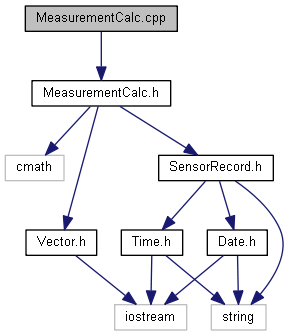 MeasurementCalc.cpp
MeasurementCalc.h
cmath
SensorRecord.h
Vector.h
Time.h
Date.h
iostream
string